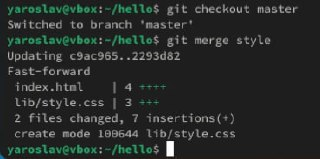 yaroslav@vbox:~/hello$ git checkout master
Switched to branch 'master'
yaroslav@vbox:~/hello$ git merge style
Updating c9ac965..2293d82
Fast-forward
 index.html    | 4 ++++
 lib/style.css | 3 +++
 2 files changed, 7 insertions(+)
 create mode 100644 lib/style.css
yaroslav@vbox:~/hello$